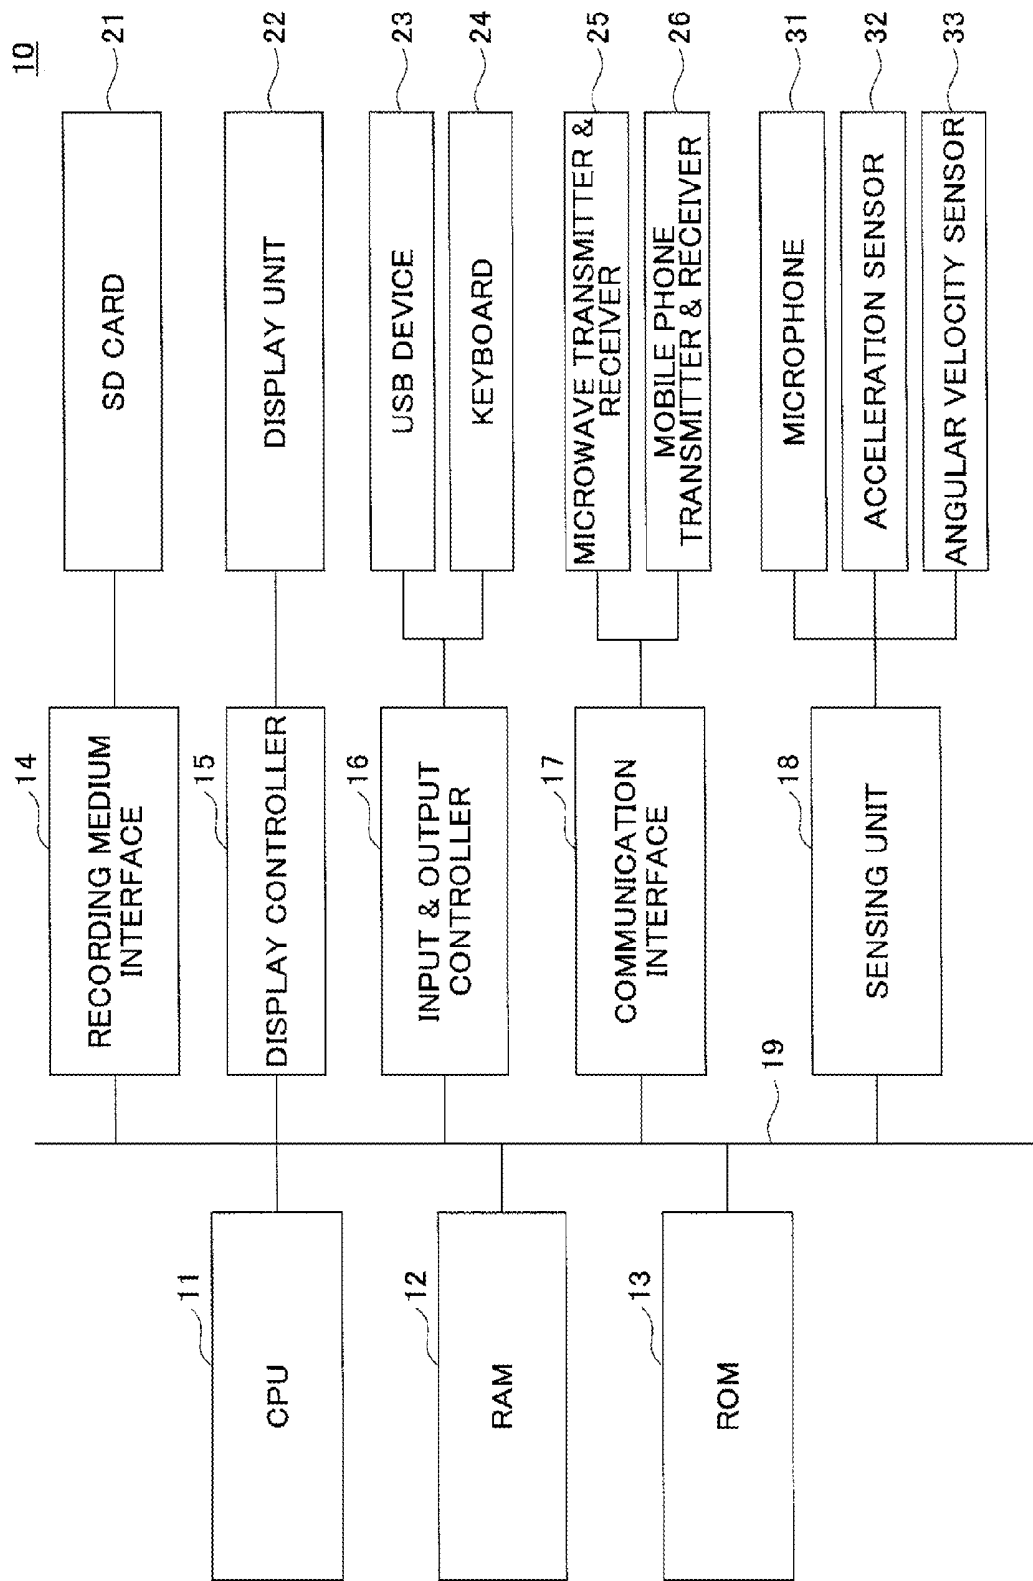 10
11
CPU
12
RAM
13
ROM
19
14
RECORDING MEDIUM
INTERFACE
15
DISPLAY CONTROLLER
16
INPUT & OUTPUT
CONTROLLER
17
COMMUNICATION
INTERFACE
18
SENSING UNIT
SD CARD
21
DISPLAY UNIT
22
USB DEVICE
23
KEYBOARD
24
MICROWAVE TRANSMITTER &
RECEIVER
25
MOBILE PHONE
TRANSMITTER & RECEIVER
26
MICROPHONE
31
ACCELERATION SENSOR
32
ANGULAR VELOCITY SENSOR
33